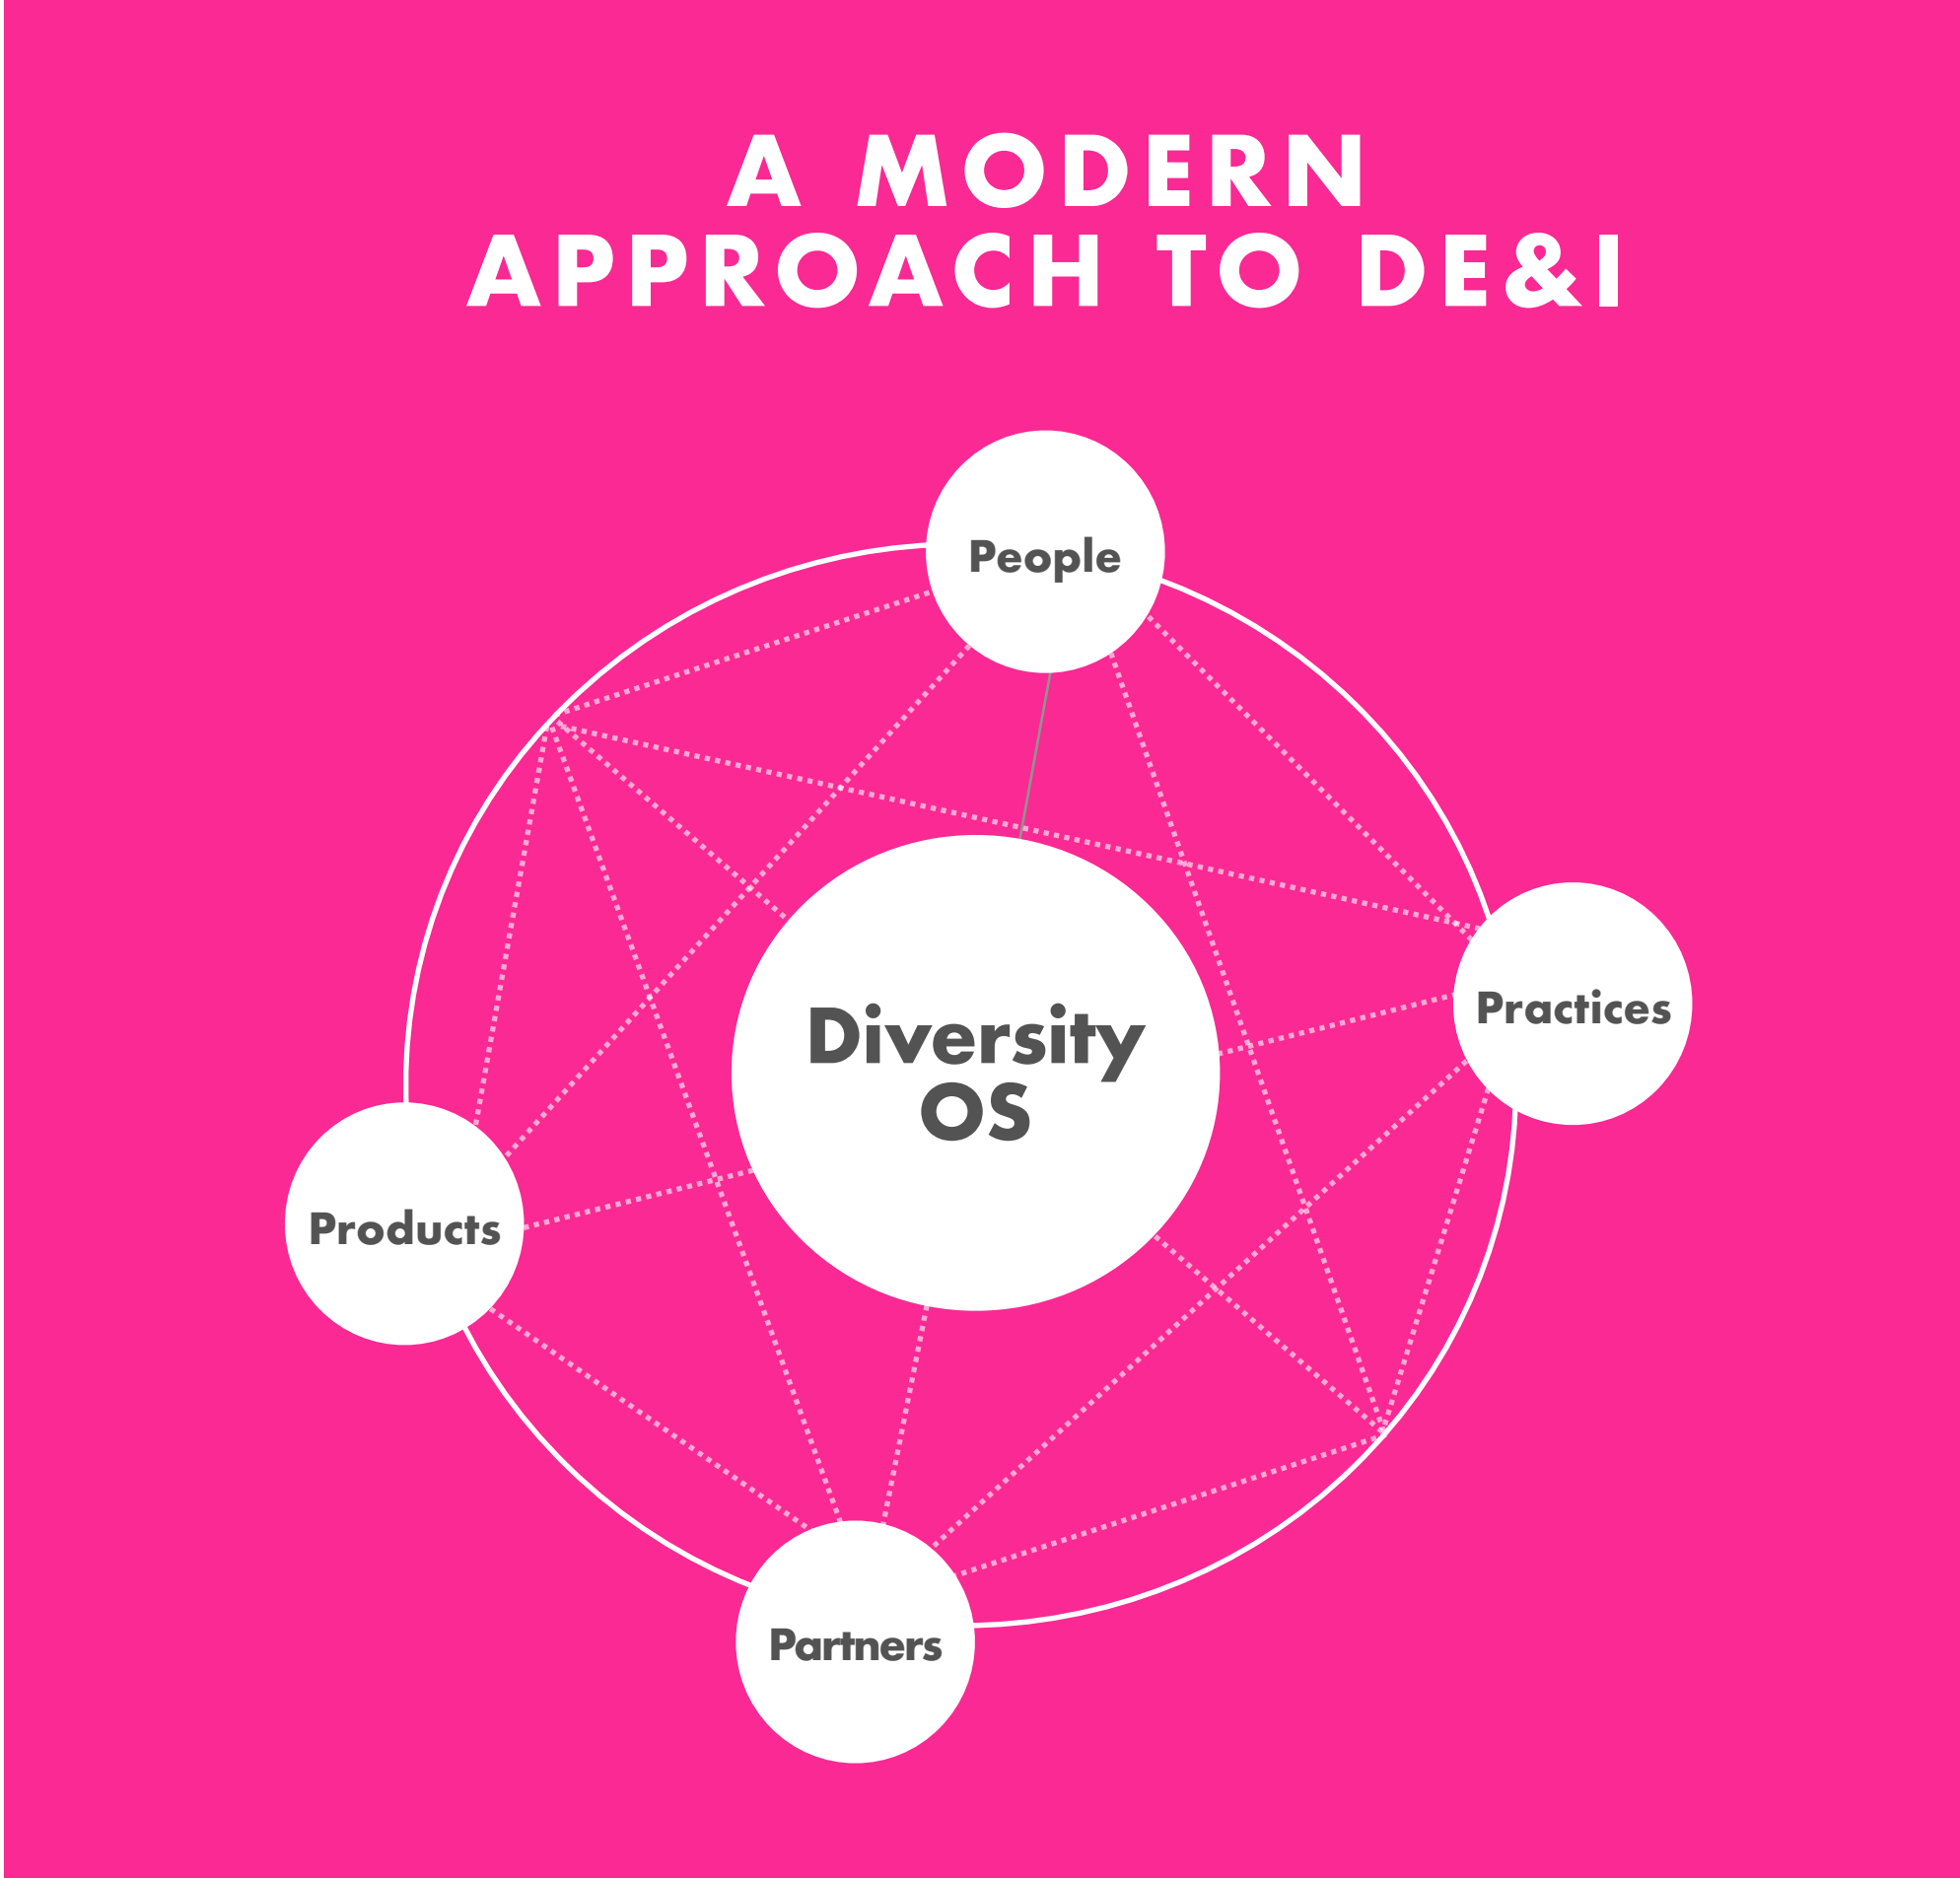 A MODERN
APPROACH TO DE&I
People
Practices
Diversity
OS
Products
Partners